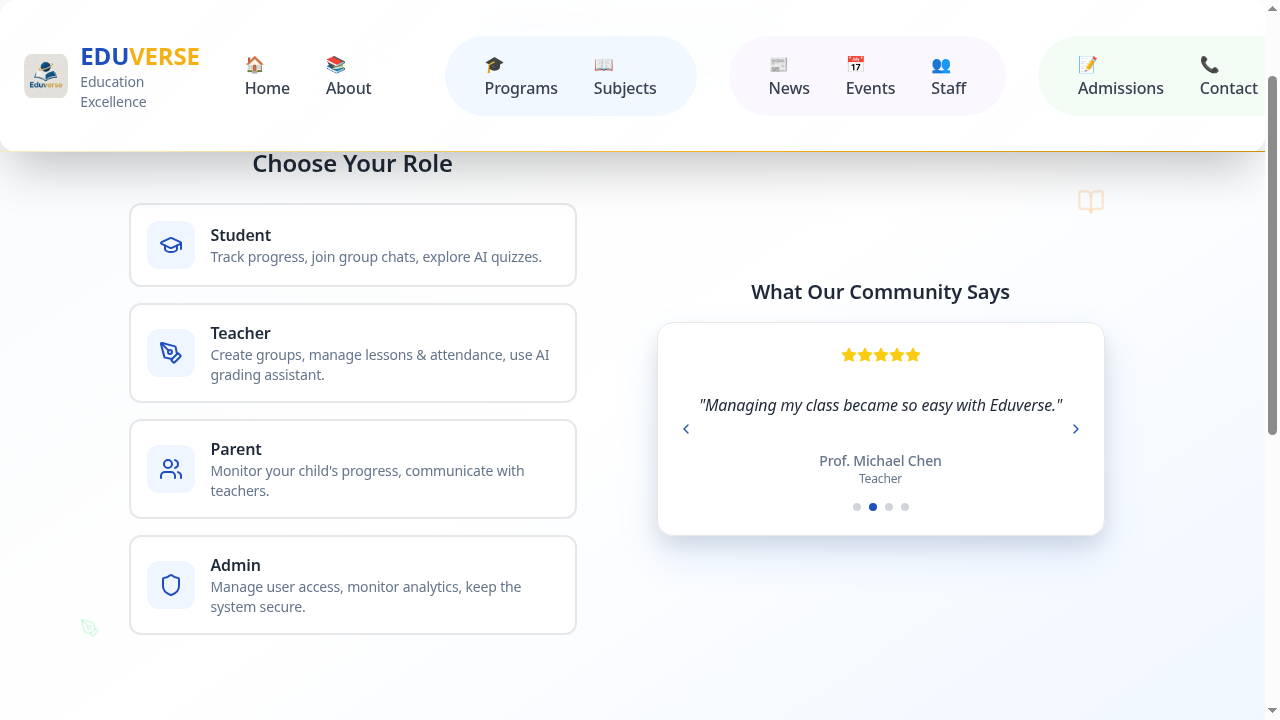 Eduverse
EDUVERSE
Education
Excellence
Home
About
Programs
Subjects
News
Events
Staff
Admissions
Contact
Choose Your Role
Student
Track progress, join group chats, explore AI quizzes.
Teacher
Create groups, manage lessons & attendance, use AI
grading assistant.
Parent
Monitor your child's progress, communicate with
teachers.
Admin
Manage user access, monitor analytics, keep the
system secure.
What Our Community Says
"Managing my class became so easy with Eduverse."
Prof. Michael Chen
Teacher